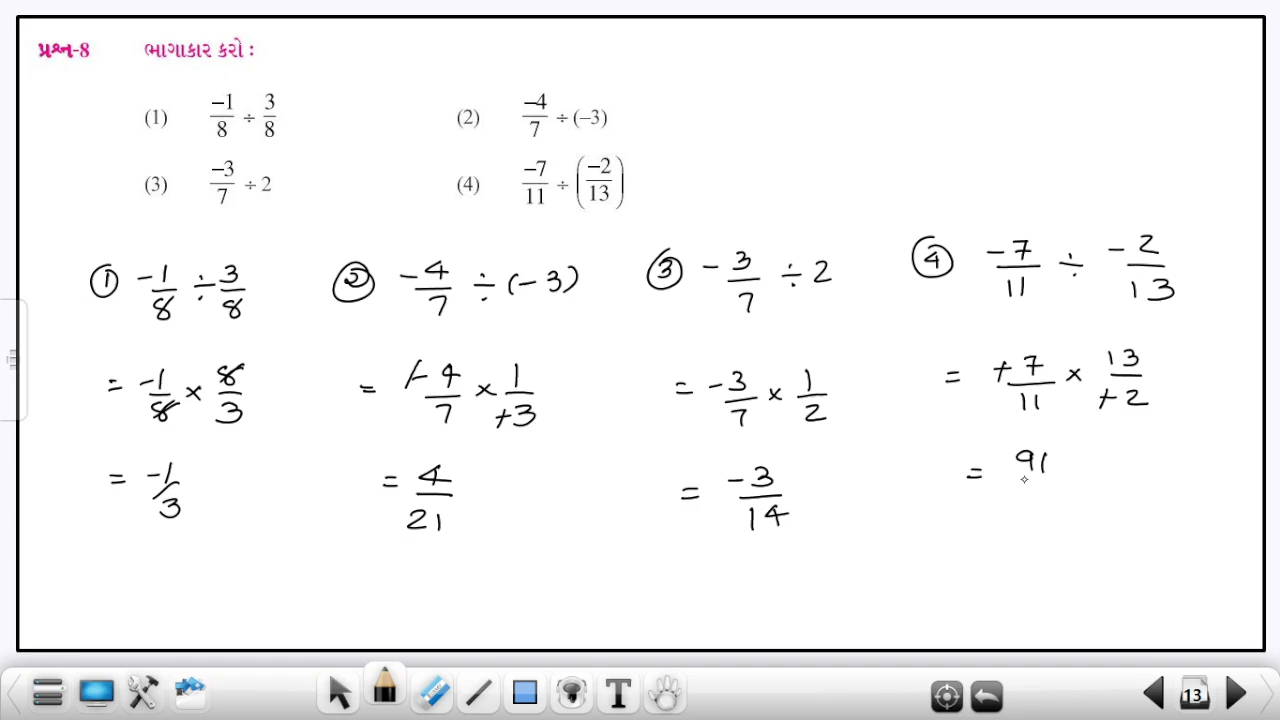 પ્રશ્ન-8 ભાગાકાર કરો :
(1) −1/8 ÷ 3/8 (2) −4/7 ÷ (−3)
(3) −3/7 ÷ 2 (4) −7/11 ÷ (−2/13)
① −1/8 ÷ 3/8 ② −4/7 ÷ (−3) ③ −3/7 ÷ 2 ④ −7/11 ÷ −2/13
= −1/8 × 8/3 = −4/7 × 1/−3 = −3/7 × 1/2 = −7/11 × 13/−2
= −1/3 = 4/21 = −3/14 = 91
T 13